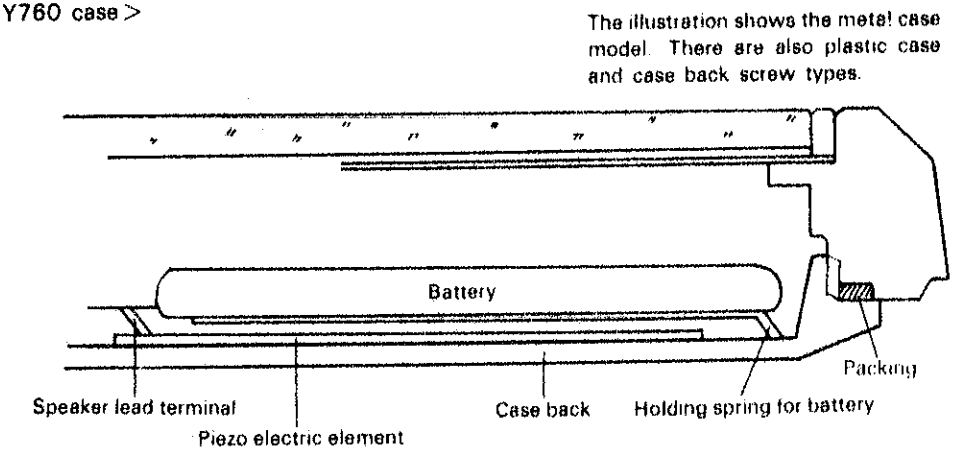 Y760 case >
The illustration shows the metal case
model. There are also plastic case
and case back screw types.
Battery
Packing
Speaker lead terminal
Case back
Holding spring for battery
Piezo electric element